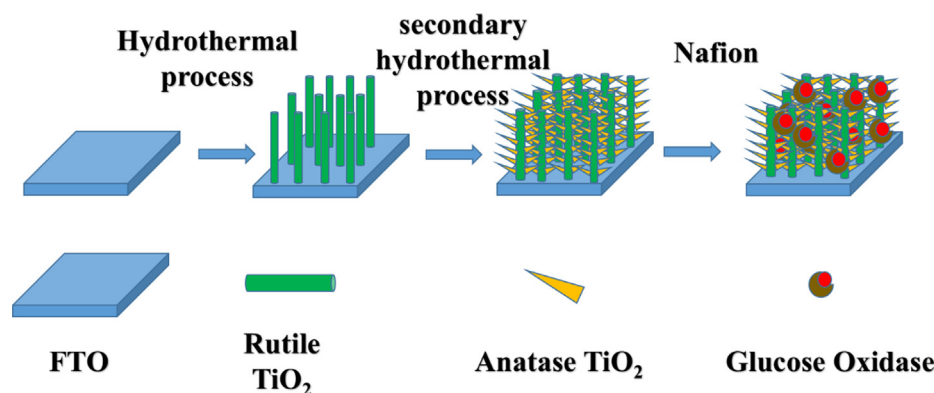 Hydrothermal
process
secondary
hydrothermal
process
Nafion
FTO
Rutile
TiO₂
Anatase TiO₂
Glucose Oxidase